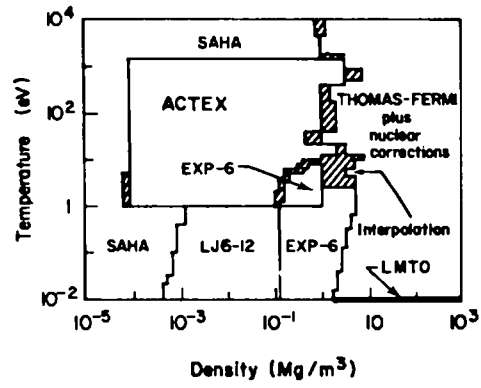 10⁴
SAHA
ACTEX
10²
THOMAS-FERMI
plus
nuclear
corrections
EXP-6
1
Interpolation
SAHA
LJ6-12
EXP-6
LMTO
10⁻²
10⁻⁵
10⁻³
10⁻¹
10
10³
Temperature (eV)
Density (Mg/m³)